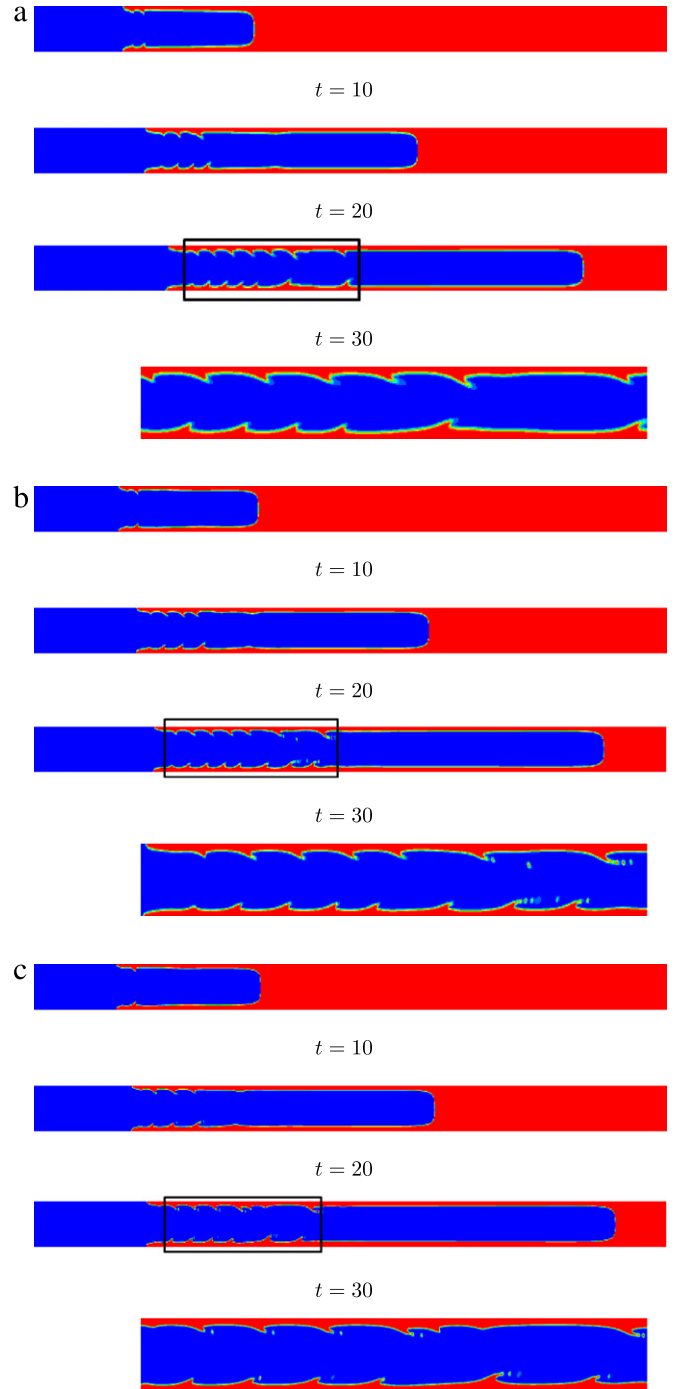 a
t = 10
t = 20
t = 30
b
t = 10
t = 20
t = 30
c
t = 10
t = 20
t = 30